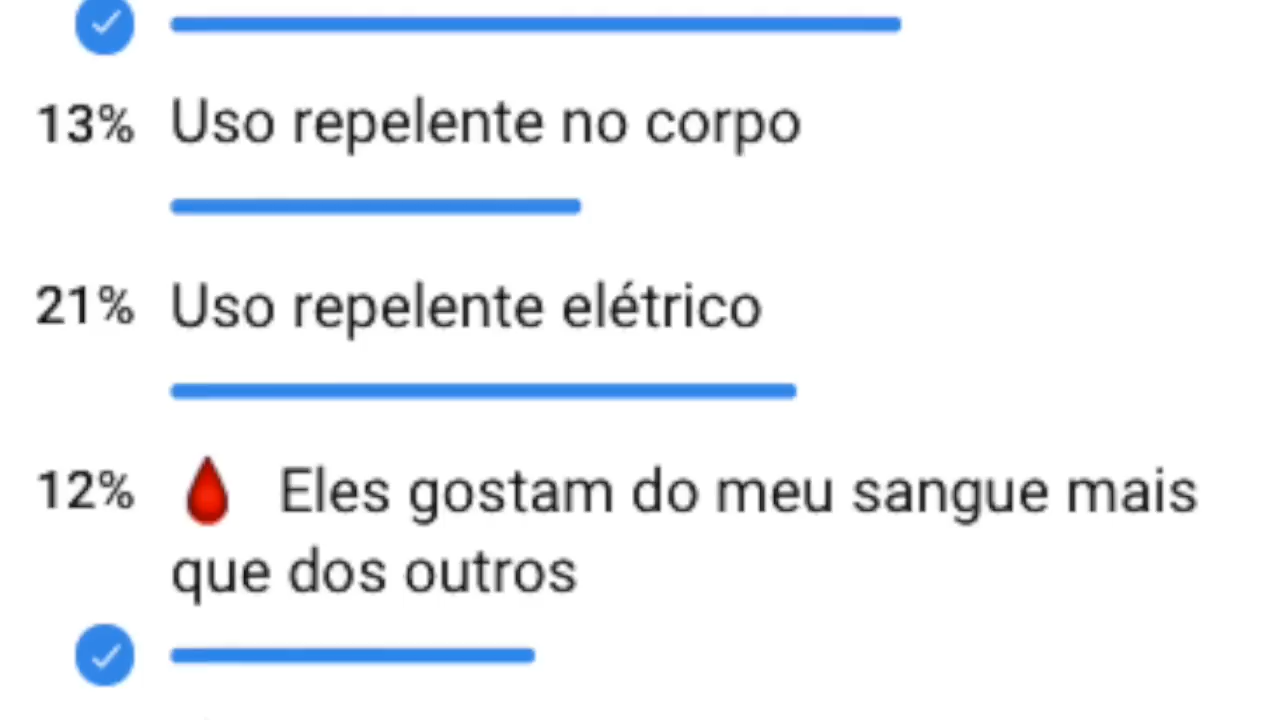 13% Uso repelente no corpo
21% Uso repelente elétrico
12% 🩸 Eles gostam do meu sangue mais
que dos outros